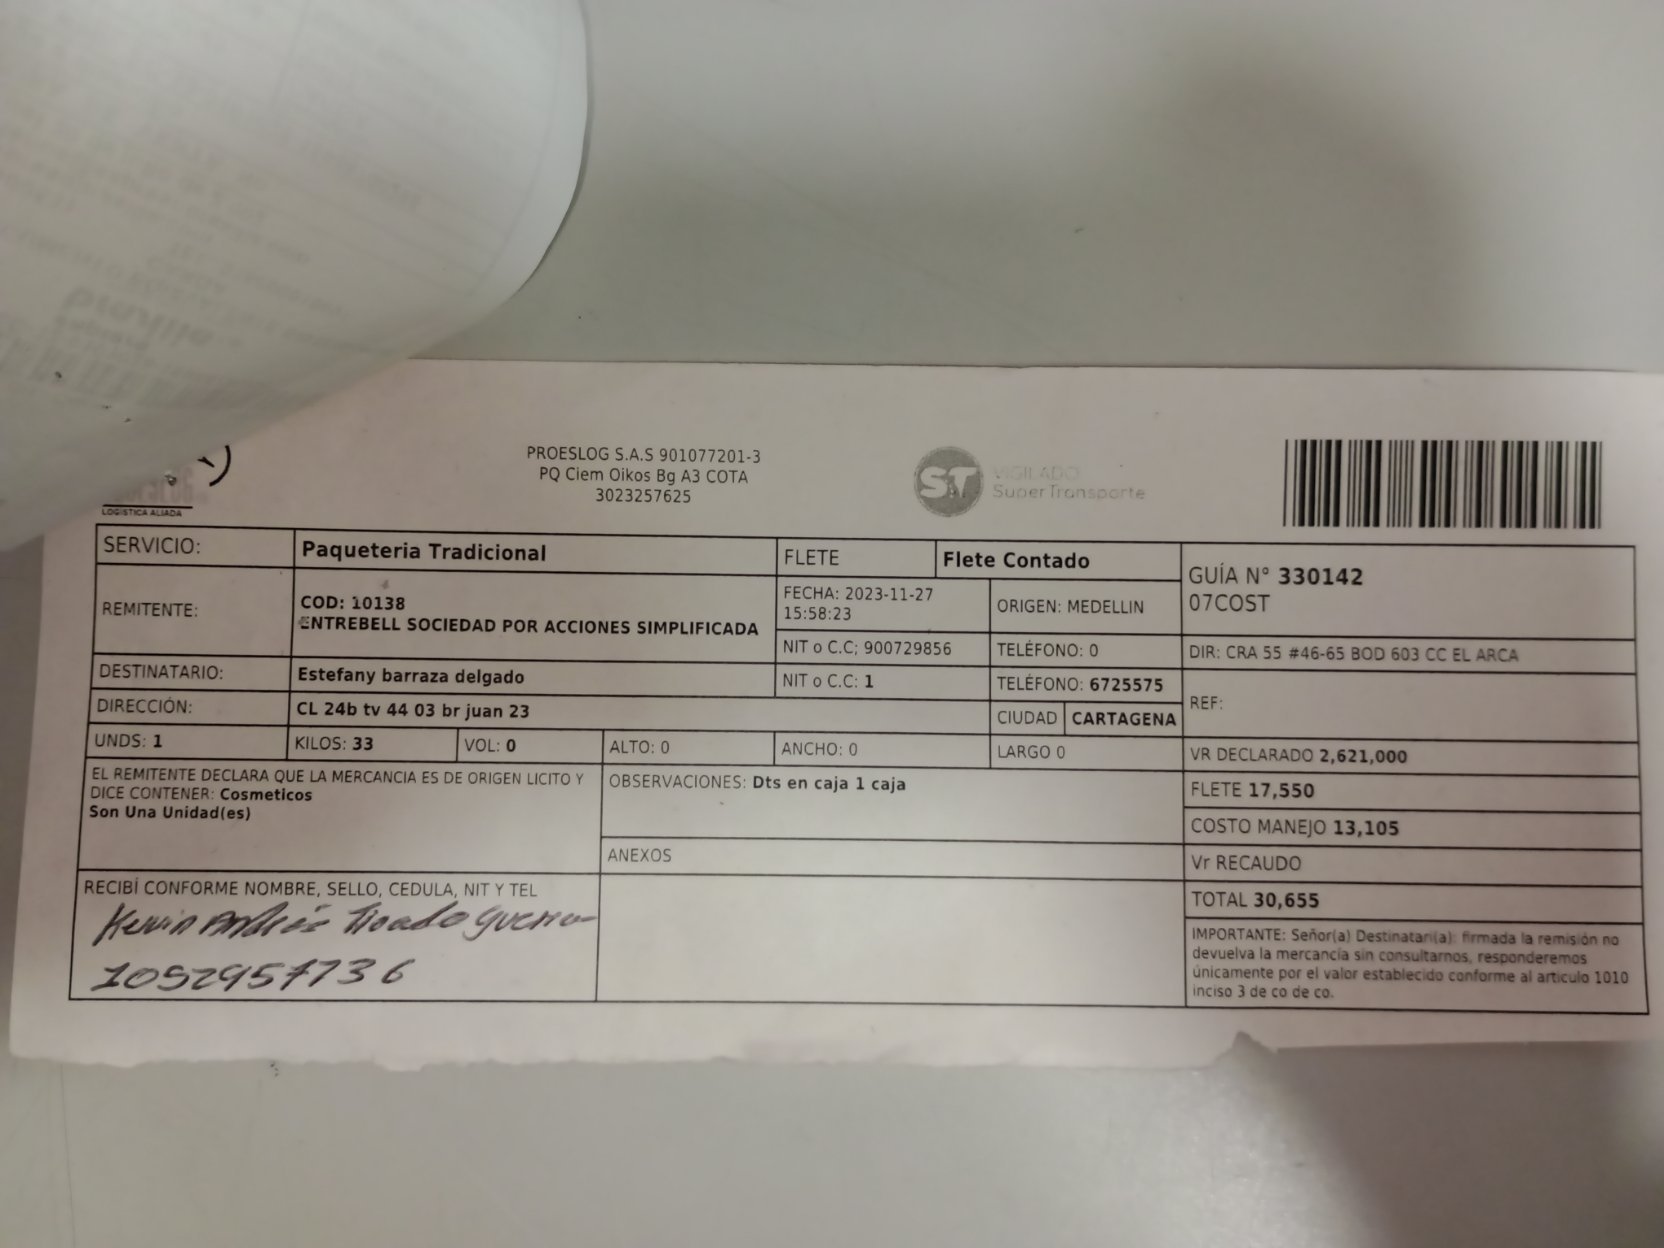 LOGÍSTICA ALIADA
PROESLOG S.A.S 901077201-3
PQ Ciem Oikos Bg A3 COTA
3023257625
ST
VIGILADO
SuperTransporte
SERVICIO: Paqueteria Tradicional FLETE Flete Contado
GUÍA N° 330142
07COST
REMITENTE: COD: 10138
ENTREBELL SOCIEDAD POR ACCIONES SIMPLIFICADA
FECHA: 2023-11-27
15:58:23
ORIGEN: MEDELLIN
NIT o C.C; 900729856 TELÉFONO: 0 DIR: CRA 55 #46-65 BOD 603 CC EL ARCA
DESTINATARIO: Estefany barraza delgado NIT o C.C: 1 TELÉFONO: 6725575
REF:
DIRECCIÓN: CL 24b tv 44 03 br juan 23 CIUDAD CARTAGENA
UNDS: 1 KILOS: 33 VOL: 0 ALTO: 0 ANCHO: 0 LARGO 0 VR DECLARADO 2,621,000
EL REMITENTE DECLARA QUE LA MERCANCIA ES DE ORIGEN LICITO Y
DICE CONTENER: Cosmeticos
Son Una Unidad(es)
OBSERVACIONES: Dts en caja 1 caja
ANEXOS
FLETE 17,550
COSTO MANEJO 13,105
Vr RECAUDO
TOTAL 30,655
RECIBÍ CONFORME NOMBRE, SELLO, CEDULA, NIT Y TEL
Kevin Andrés Tirado Guerra
1052957736
IMPORTANTE: Señor(a) Destinatari(a): firmada la remisión no
devuelva la mercancía sin consultarnos, responderemos
únicamente por el valor establecido conforme al articulo 1010
inciso 3 de co de co.